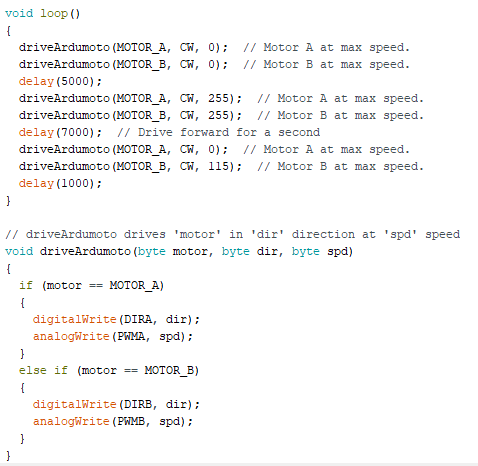 void loop()
{
  driveArdumoto(MOTOR_A, CW, 0);  // Motor A at max speed.
  driveArdumoto(MOTOR_B, CW, 0);  // Motor B at max speed.
  delay(5000);
  driveArdumoto(MOTOR_A, CW, 255);  // Motor A at max speed.
  driveArdumoto(MOTOR_B, CW, 255);  // Motor B at max speed.
  delay(7000);  // Drive forward for a second
  driveArdumoto(MOTOR_A, CW, 0);  // Motor A at max speed.
  driveArdumoto(MOTOR_B, CW, 115);  // Motor B at max speed.
  delay(1000);
}

// driveArdumoto drives 'motor' in 'dir' direction at 'spd' speed
void driveArdumoto(byte motor, byte dir, byte spd)
{
  if (motor == MOTOR_A)
  {
    digitalWrite(DIRA, dir);
    analogWrite(PWMA, spd);
  }
  else if (motor == MOTOR_B)
  {
    digitalWrite(DIRB, dir);
    analogWrite(PWMB, spd);
  }
}